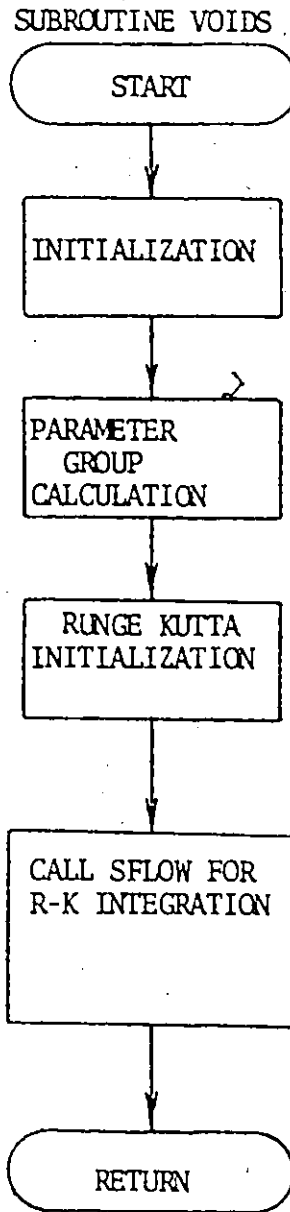 SUBROUTINE VOIDS
START
INITIALIZATION
PARAMETER
GROUP
CALCULATION
RUNGE KUTTA
INITIALIZATION
CALL SFLOW FOR
R-K INTEGRATION
RETURN